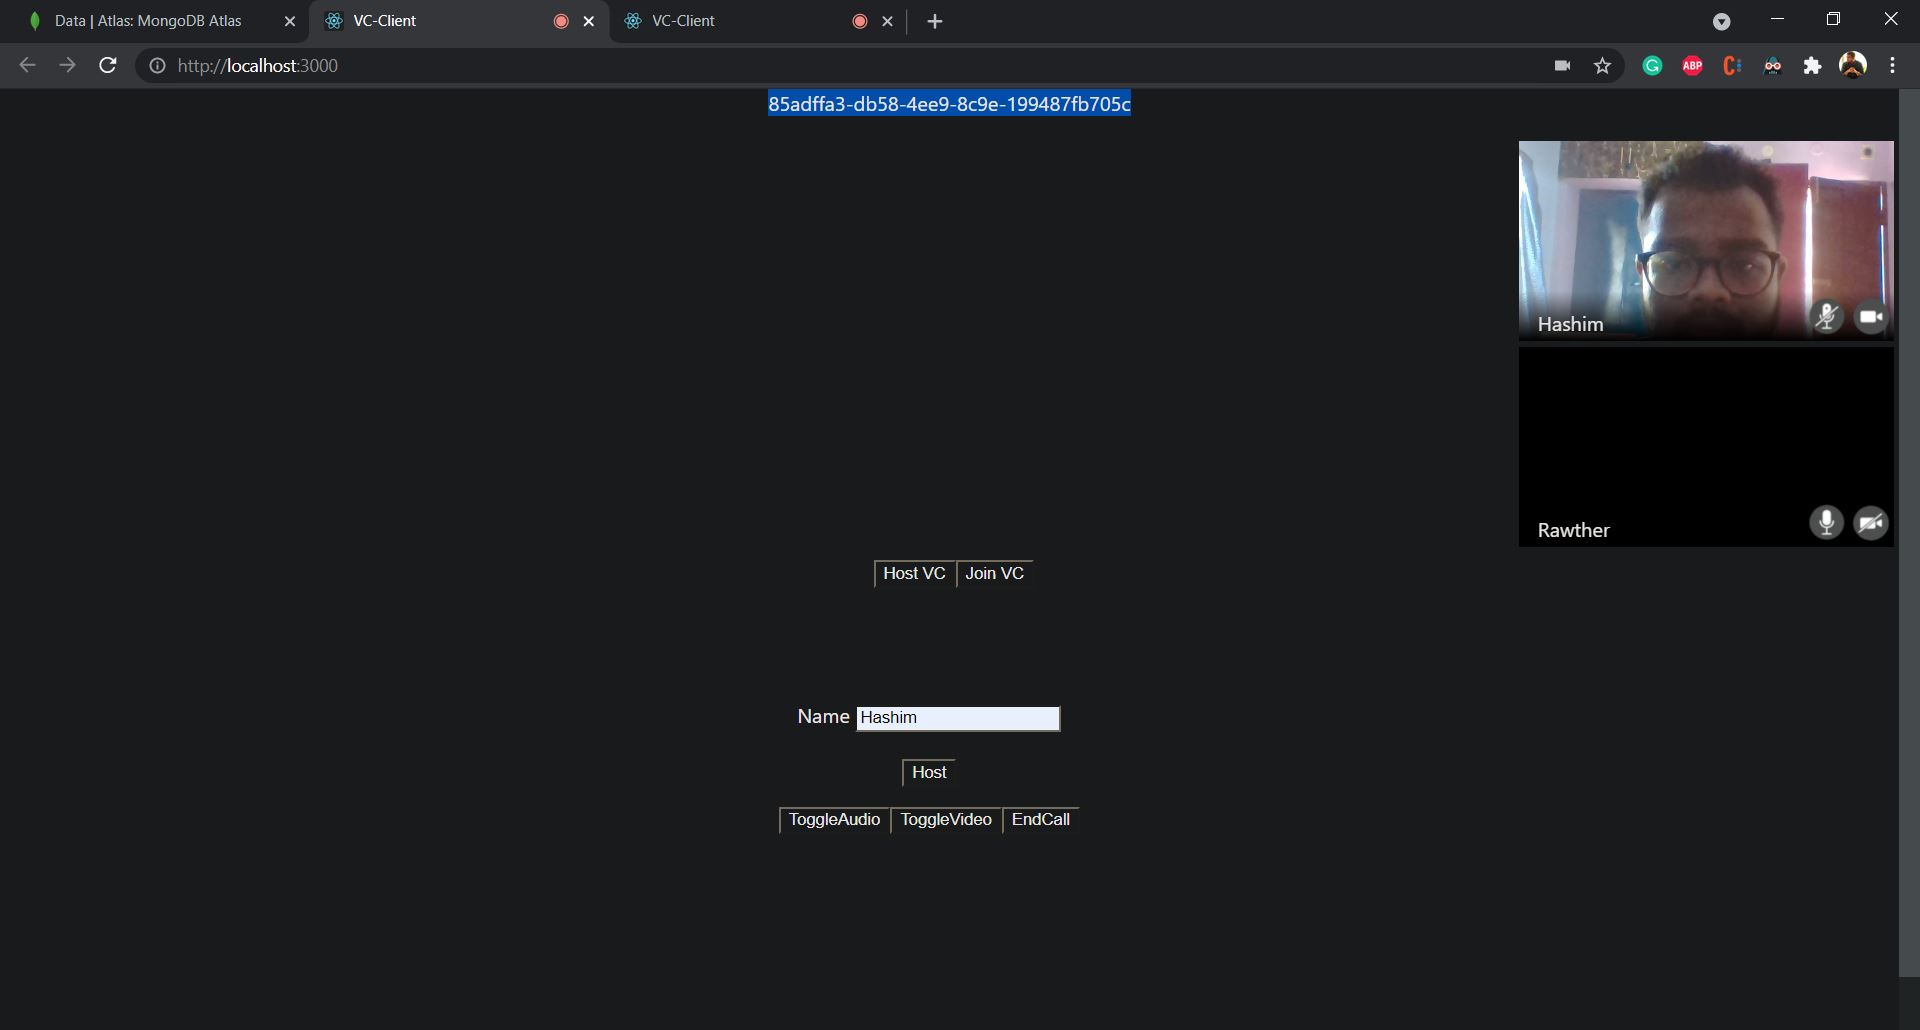 Data | Atlas: MongoDB Atlas
VC-Client
VC-Client
http://localhost:3000
ABP
85adffa3-db58-4ee9-8c9e-199487fb705c
Hashim
Rawther
Host VC
Join VC
Name Hashim
Host
ToggleAudio
ToggleVideo
EndCall